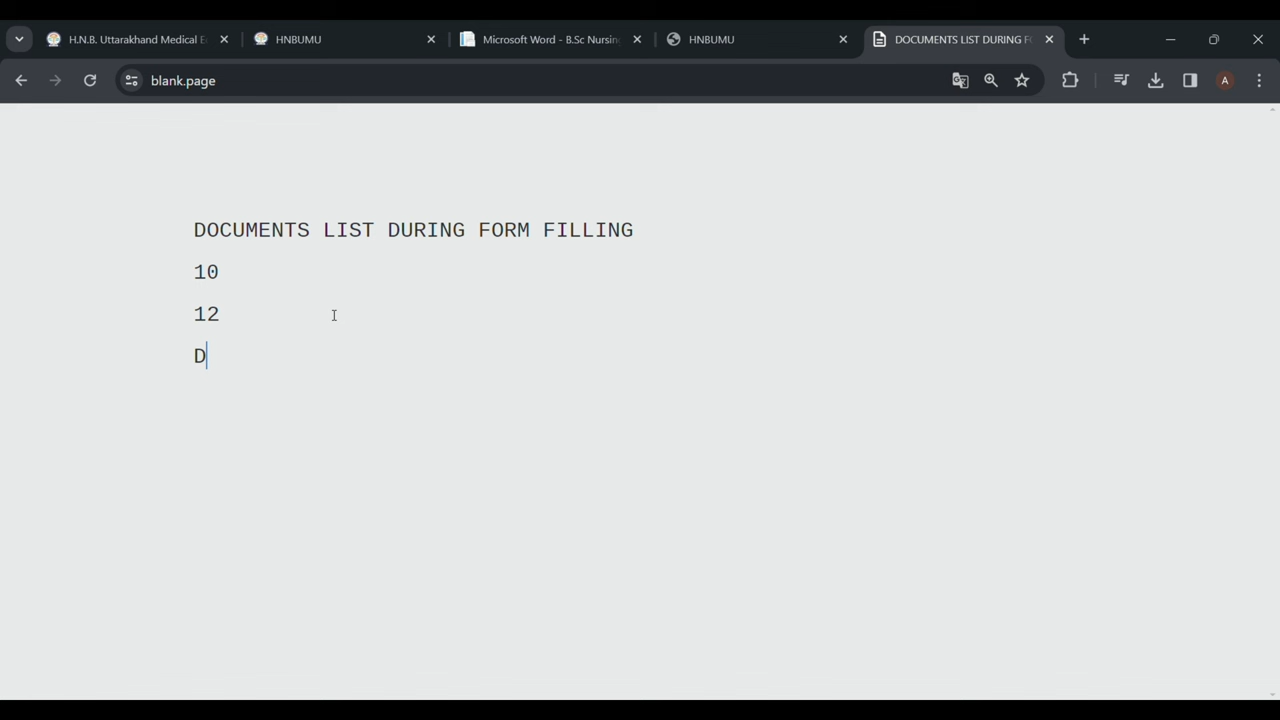 H.N.B. Uttarakhand Medical E
HNBUMU
Microsoft Word - B.Sc Nursin
HNBUMU
DOCUMENTS LIST DURING F
blank.page
A
DOCUMENTS LIST DURING FORM FILLING
10
12
D